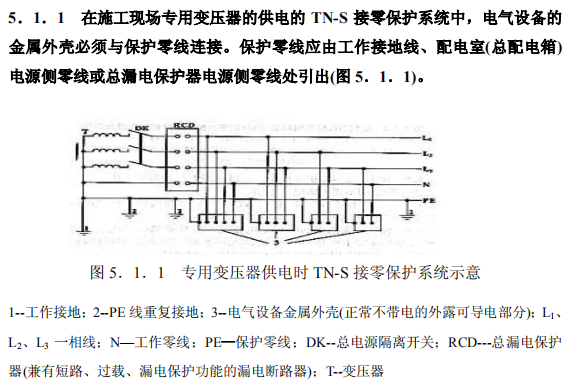 5．1．1　在施工现场专用变压器的供电的 TN-S 接零保护系统中，电气设备的
金属外壳必须与保护零线连接。保护零线应由工作接地线、配电室(总配电箱)
电源侧零线或总漏电保护器电源侧零线处引出(图 5．1．1)。
T
DK
RCD
L₁
L₂
L₃
N
PE
1
2
2
2
3
图 5．1．1　专用变压器供电时 TN-S 接零保护系统示意
1--工作接地；2--PE 线重复接地；3--电气设备金属外壳(正常不带电的外露可导电部分)；L₁、
L₂、L₃ 一相线；N—工作零线；PE—保护零线；DK--总电源隔离开关；RCD---总漏电保护
器(兼有短路、过载、漏电保护功能的漏电断路器)；T--变压器